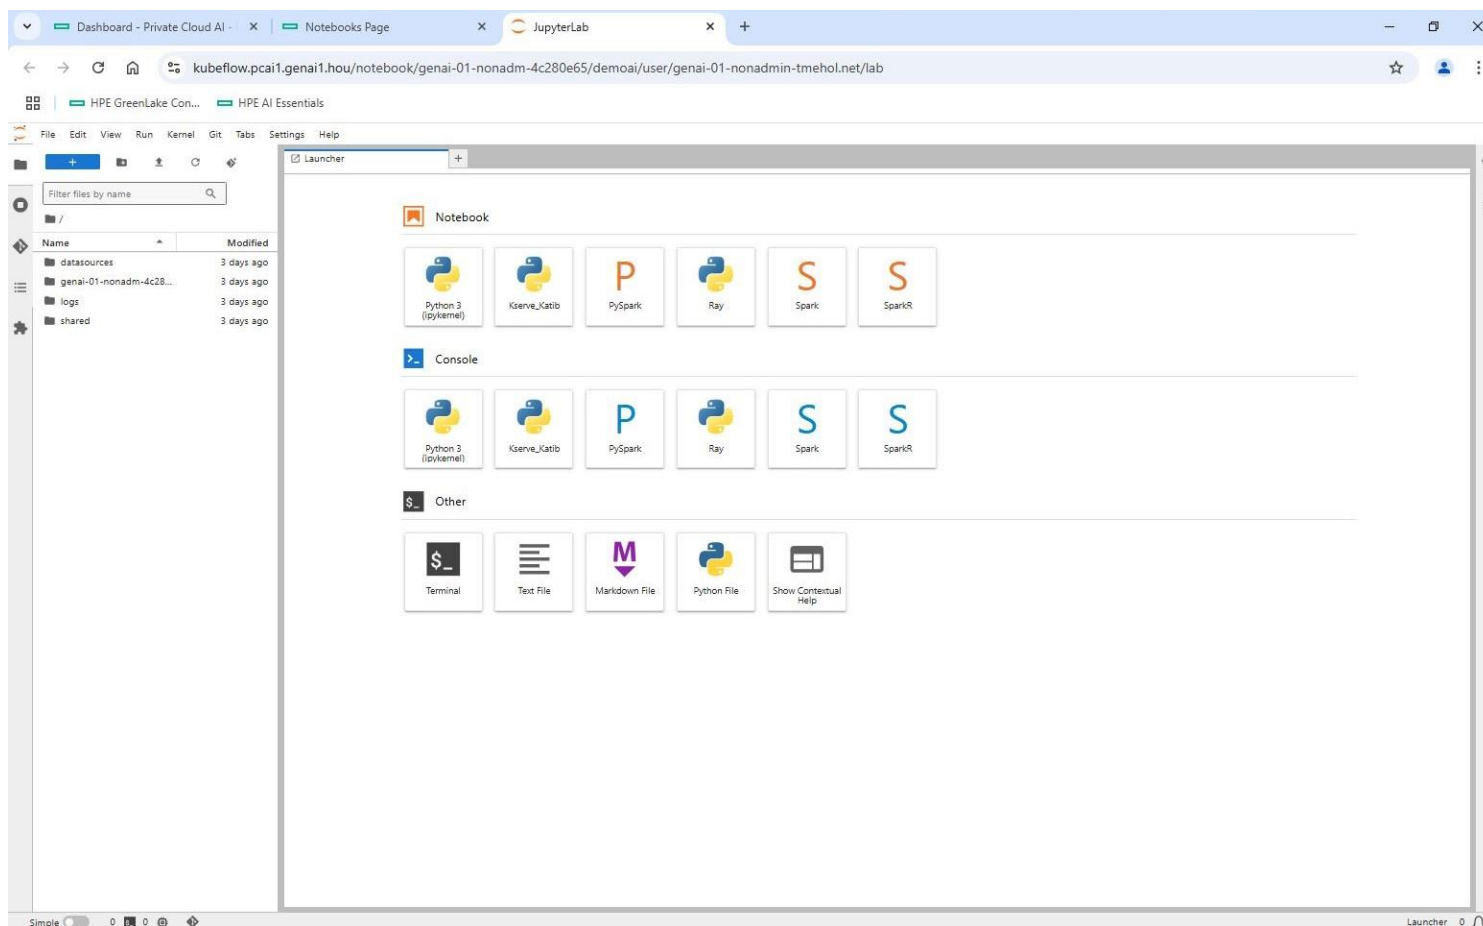 Dashboard - Private Cloud AI - Notebooks Page JupyterLab
kubeflow.pcai1.genai1.hou/notebook/genai-01-nonadm-4c280e65/demoai/user/genai-01-nonadmin-tmehol.net/lab
HPE GreenLake Con... HPE AI Essentials
File Edit View Run Kernel Git Tabs Settings Help
Launcher
Filter files by name
/
Name Modified
datasources 3 days ago
genai-01-nonadm-4c28... 3 days ago
logs 3 days ago
shared 3 days ago
Notebook
Python 3
(ipykernel)
Kserve_Katib
P
PySpark
Ray
S
Spark
S
SparkR
Console
Python 3
(ipykernel)
Kserve_Katib
P
PySpark
Ray
S
Spark
S
SparkR
$_ Other
$_
Terminal
Text File
M
Markdown File
Python File
Show Contextual
Help
Simple 0 0 Launcher 0